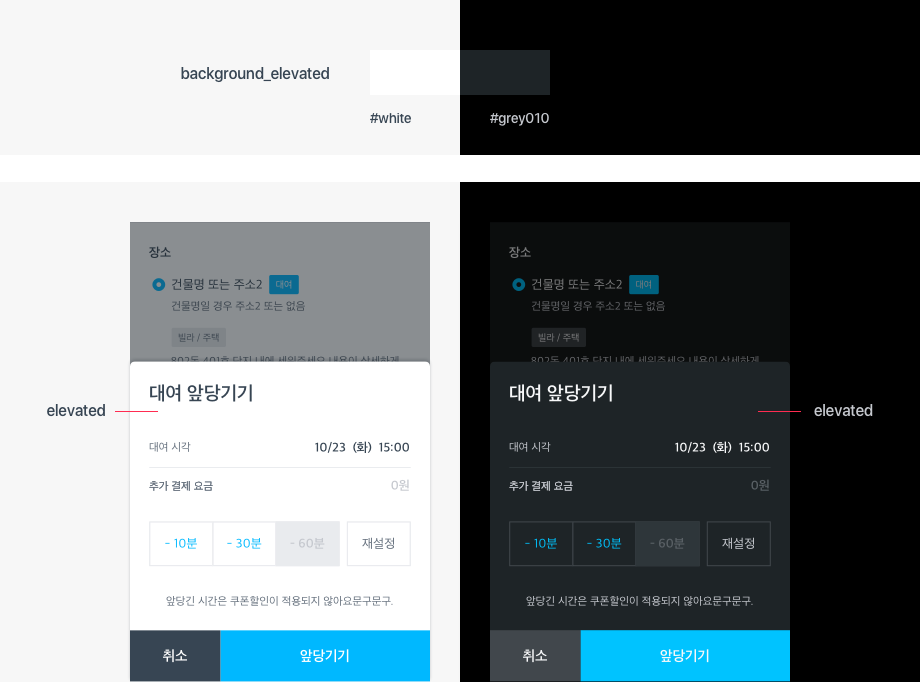 background_elevated
#white
#grey010
장소
건물명 또는 주소2 대여
건물명일 경우 주소2 또는 없음
빌라 / 주택
802동 401호 단지 내에 세워주세요 내용이 상세하게
대여 앞당기기
elevated
대여 시각 10/23 (화) 15:00
추가 결제 요금 0원
- 10분 - 30분 - 60분 재설정
앞당긴 시간은 쿠폰할인이 적용되지 않아요문구문구.
취소 앞당기기
장소
건물명 또는 주소2 대여
건물명일 경우 주소2 또는 없음
빌라 / 주택
802동 401호 단지 내에 세워주세요 내용이 상세하게
대여 앞당기기
elevated
대여 시각 10/23 (화) 15:00
추가 결제 요금 0원
- 10분 - 30분 - 60분 재설정
앞당긴 시간은 쿠폰할인이 적용되지 않아요문구문구.
취소 앞당기기